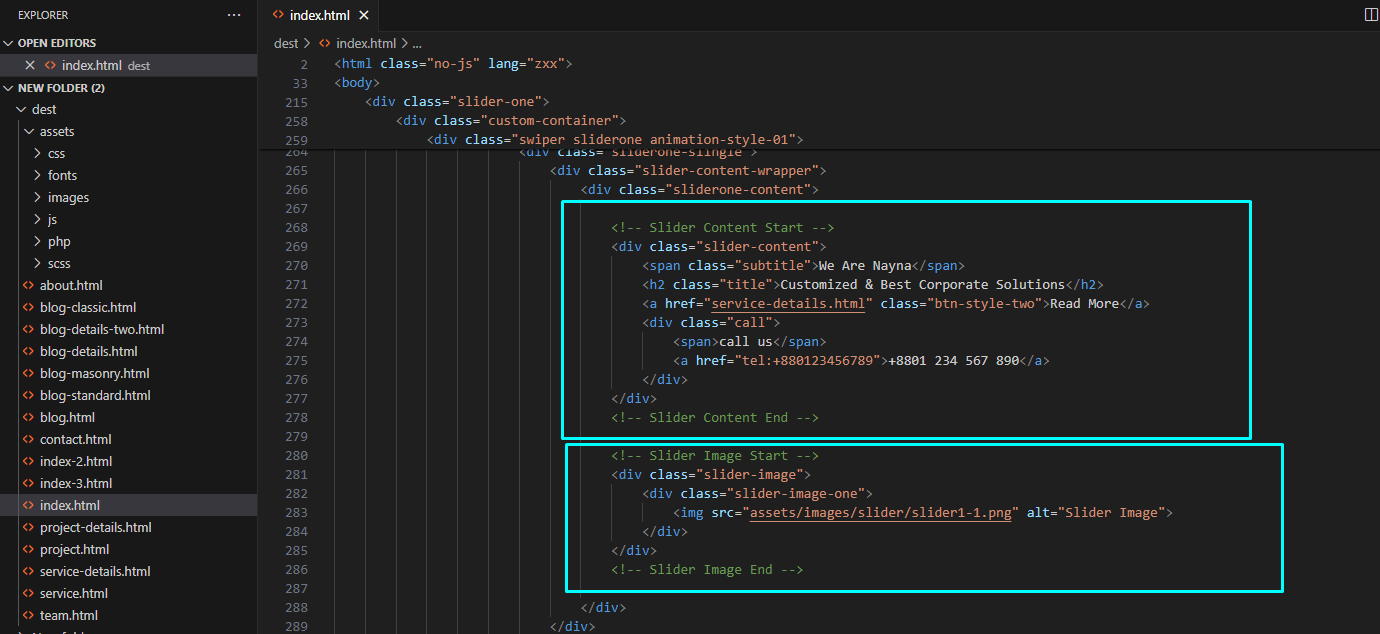 EXPLORER
···
index.html
OPEN EDITORS
index.html dest
NEW FOLDER (2)
dest
assets
css
fonts
images
js
php
scss
about.html
blog-classic.html
blog-details-two.html
blog-details.html
blog-masonry.html
blog-standard.html
blog.html
contact.html
index-2.html
index-3.html
index.html
project-details.html
project.html
service-details.html
service.html
team.html
dest > index.html > ...
2 <html class="no-js" lang="zxx">
33 <body>
215 <div class="slider-one">
258 <div class="custom-container">
259 <div class="swiper sliderone animation-style-01">
264 <div class="sliderone-slingle">
265 <div class="slider-content-wrapper">
266 <div class="sliderone-content">
267
268 <!-- Slider Content Start -->
269 <div class="slider-content">
270 <span class="subtitle">We Are Nayna</span>
271 <h2 class="title">Customized & Best Corporate Solutions</h2>
272 <a href="service-details.html" class="btn-style-two">Read More</a>
273 <div class="call">
274 <span>call us</span>
275 <a href="tel:+880123456789">+8801 234 567 890</a>
276 </div>
277 </div>
278 <!-- Slider Content End -->
279
280 <!-- Slider Image Start -->
281 <div class="slider-image">
282 <div class="slider-image-one">
283 <img src="assets/images/slider/slider1-1.png" alt="Slider Image">
284 </div>
285 </div>
286 <!-- Slider Image End -->
287
288 </div>
289 </div>